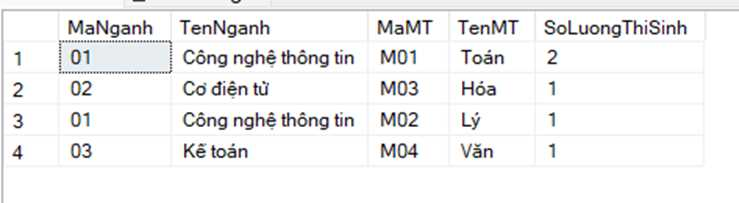 MaNganh TenNganh MaMT TenMT SoLuongThiSinh
1 01 Công nghệ thông tin M01 Toán 2
2 02 Cơ điện tử M03 Hóa 1
3 01 Công nghệ thông tin M02 Lý 1
4 03 Kế toán M04 Văn 1